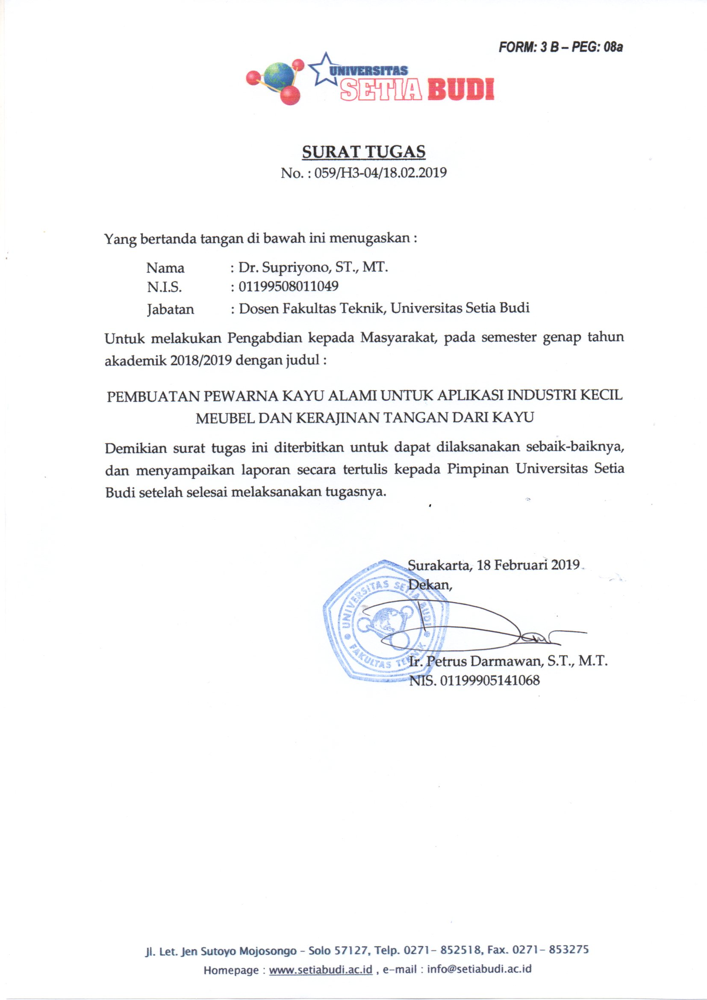 FORM: 3 B – PEG: 08a
UNIVERSITAS
SETIA BUDI
SURAT TUGAS
No. : 059/H3-04/18.02.2019
Yang bertanda tangan di bawah ini menugaskan :
Nama : Dr. Supriyono, ST., MT.
N.I.S. : 01199508011049
Jabatan : Dosen Fakultas Teknik, Universitas Setia Budi
Untuk melakukan Pengabdian kepada Masyarakat, pada semester genap tahun
akademik 2018/2019 dengan judul :
PEMBUATAN PEWARNA KAYU ALAMI UNTUK APLIKASI INDUSTRI KECIL
MEUBEL DAN KERAJINAN TANGAN DARI KAYU
Demikian surat tugas ini diterbitkan untuk dapat dilaksanakan sebaik-baiknya,
dan menyampaikan laporan secara tertulis kepada Pimpinan Universitas Setia
Budi setelah selesai melaksanakan tugasnya.
Surakarta, 18 Februari 2019
Dekan,
UNIVERSITAS SETIA BUDI
FAKULTAS TEKNIK
Ir. Petrus Darmawan, S.T., M.T.
NIS. 01199905141068
Jl. Let. Jen Sutoyo Mojosongo – Solo 57127, Telp. 0271– 852518, Fax. 0271– 853275
Homepage : www.setiabudi.ac.id , e–mail : info@setiabudi.ac.id